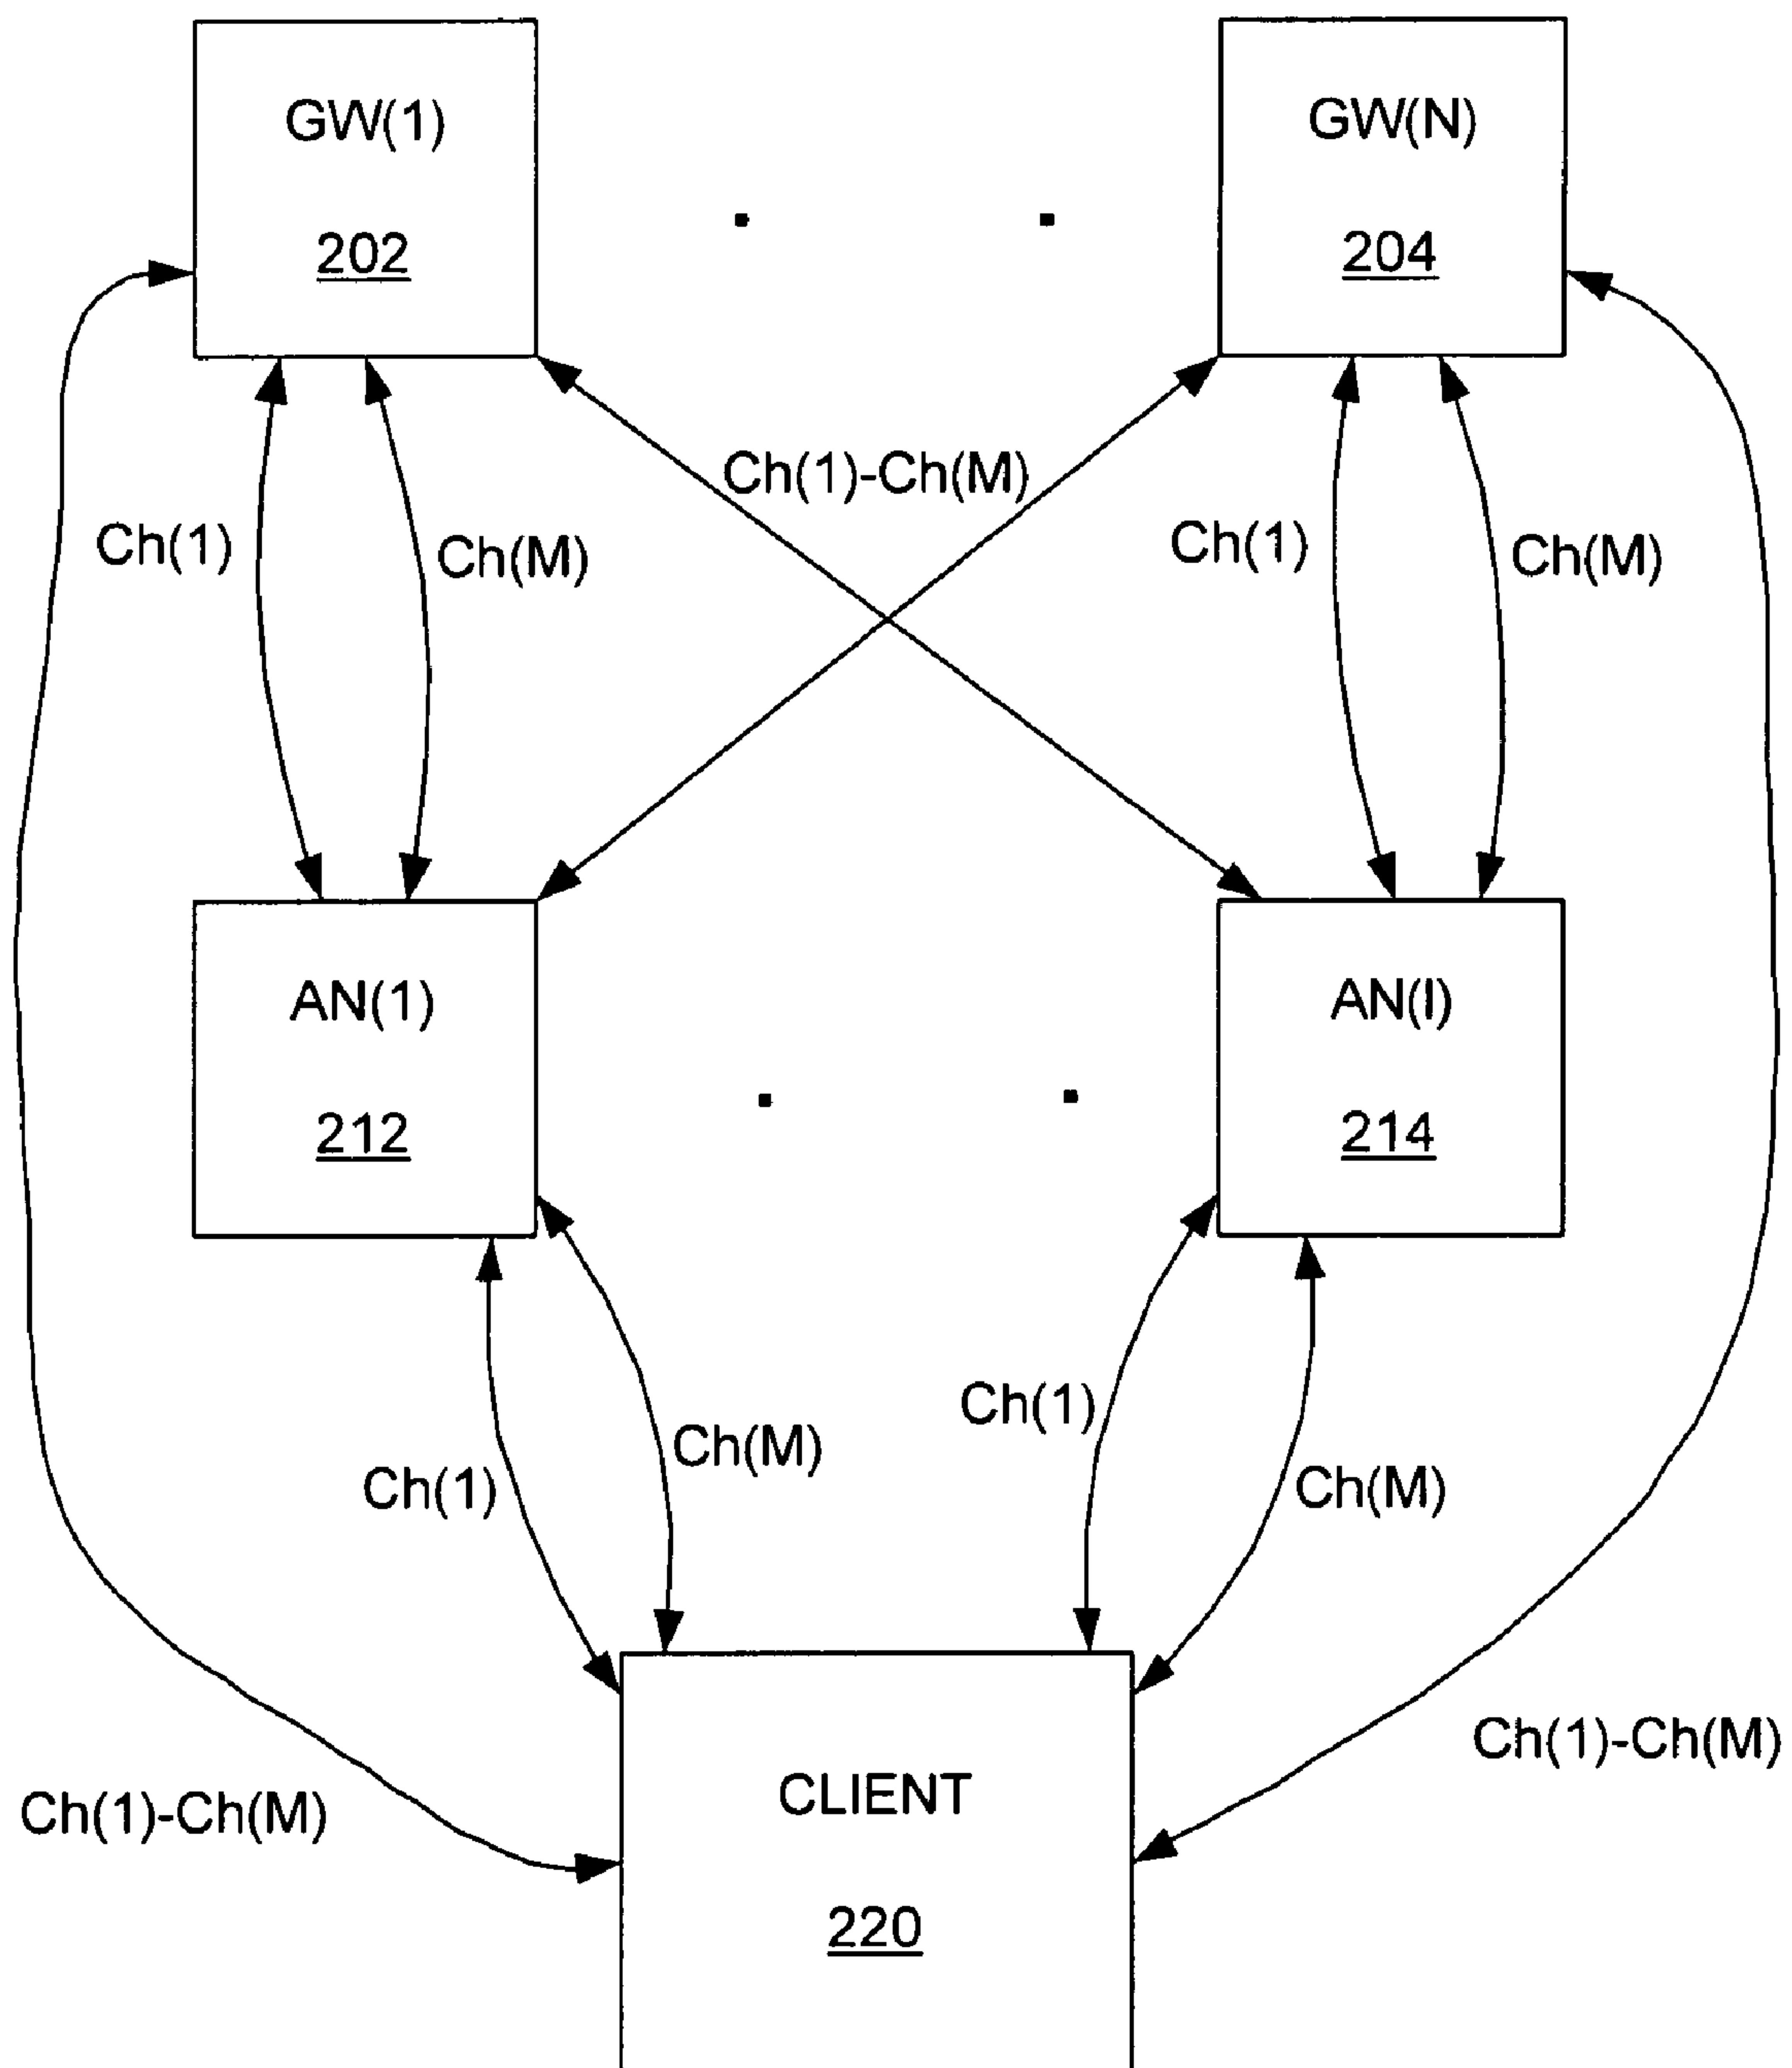 GW(1)
202
GW(N)
204
Ch(1)-Ch(M)
Ch(1)
Ch(M)
Ch(1)
Ch(M)
AN(1)
212
AN(I)
214
Ch(1)
Ch(M)
Ch(1)
Ch(M)
Ch(1)-Ch(M)
CLIENT
220
Ch(1)-Ch(M)